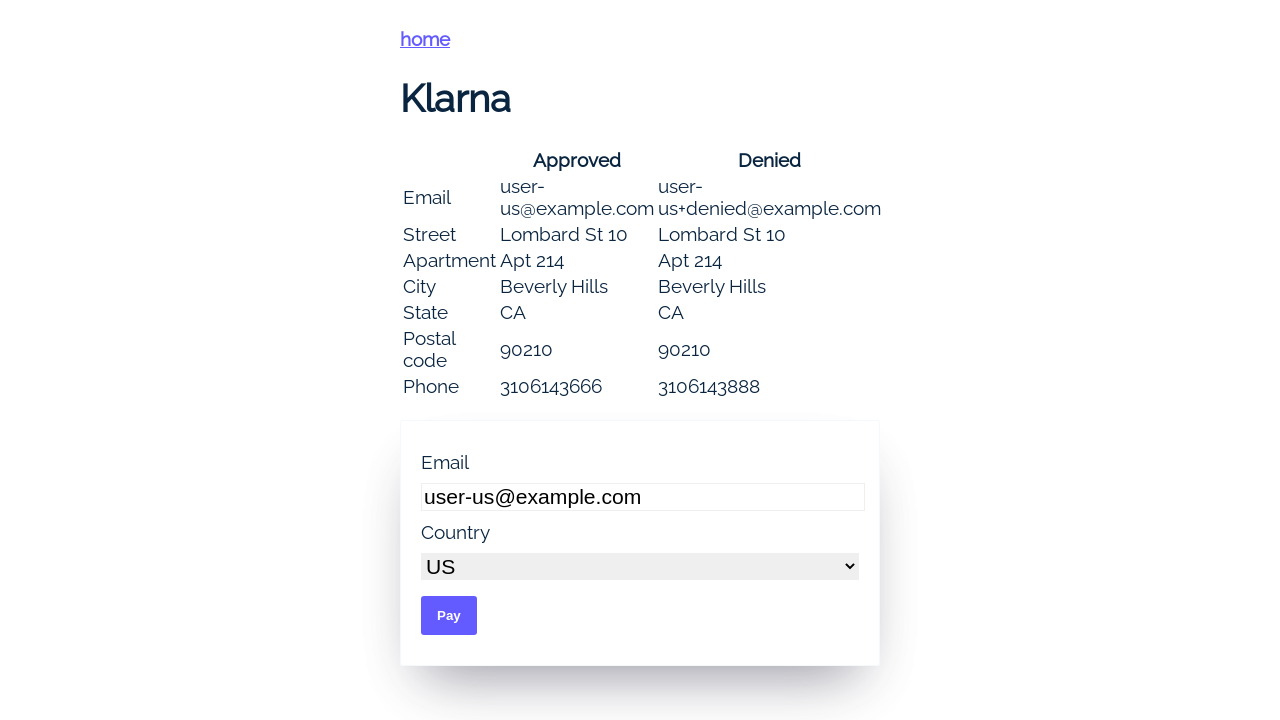 home
Klarna
Approved Denied
Email user-us@example.com user-us+denied@example.com
Street Lombard St 10 Lombard St 10
Apartment Apt 214 Apt 214
City Beverly Hills Beverly Hills
State CA CA
Postal code 90210 90210
Phone 3106143666 3106143888
Email
user-us@example.com
Country
US
Pay